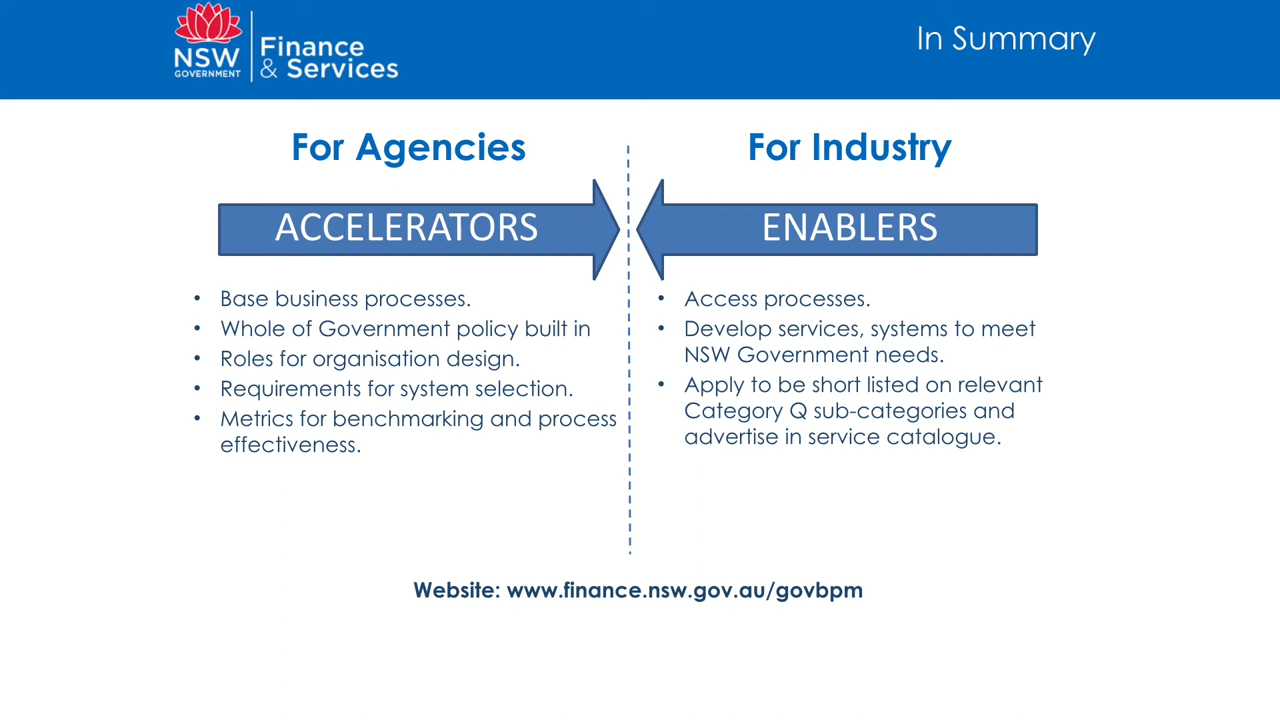 NSW
GOVERNMENT
Finance
& Services
In Summary
For Agencies
ACCELERATORS
• Base business processes.
• Whole of Government policy built in
• Roles for organisation design.
• Requirements for system selection.
• Metrics for benchmarking and process
effectiveness.
For Industry
ENABLERS
• Access processes.
• Develop services, systems to meet
NSW Government needs.
• Apply to be short listed on relevant
Category Q sub-categories and
advertise in service catalogue.
Website: www.finance.nsw.gov.au/govbpm